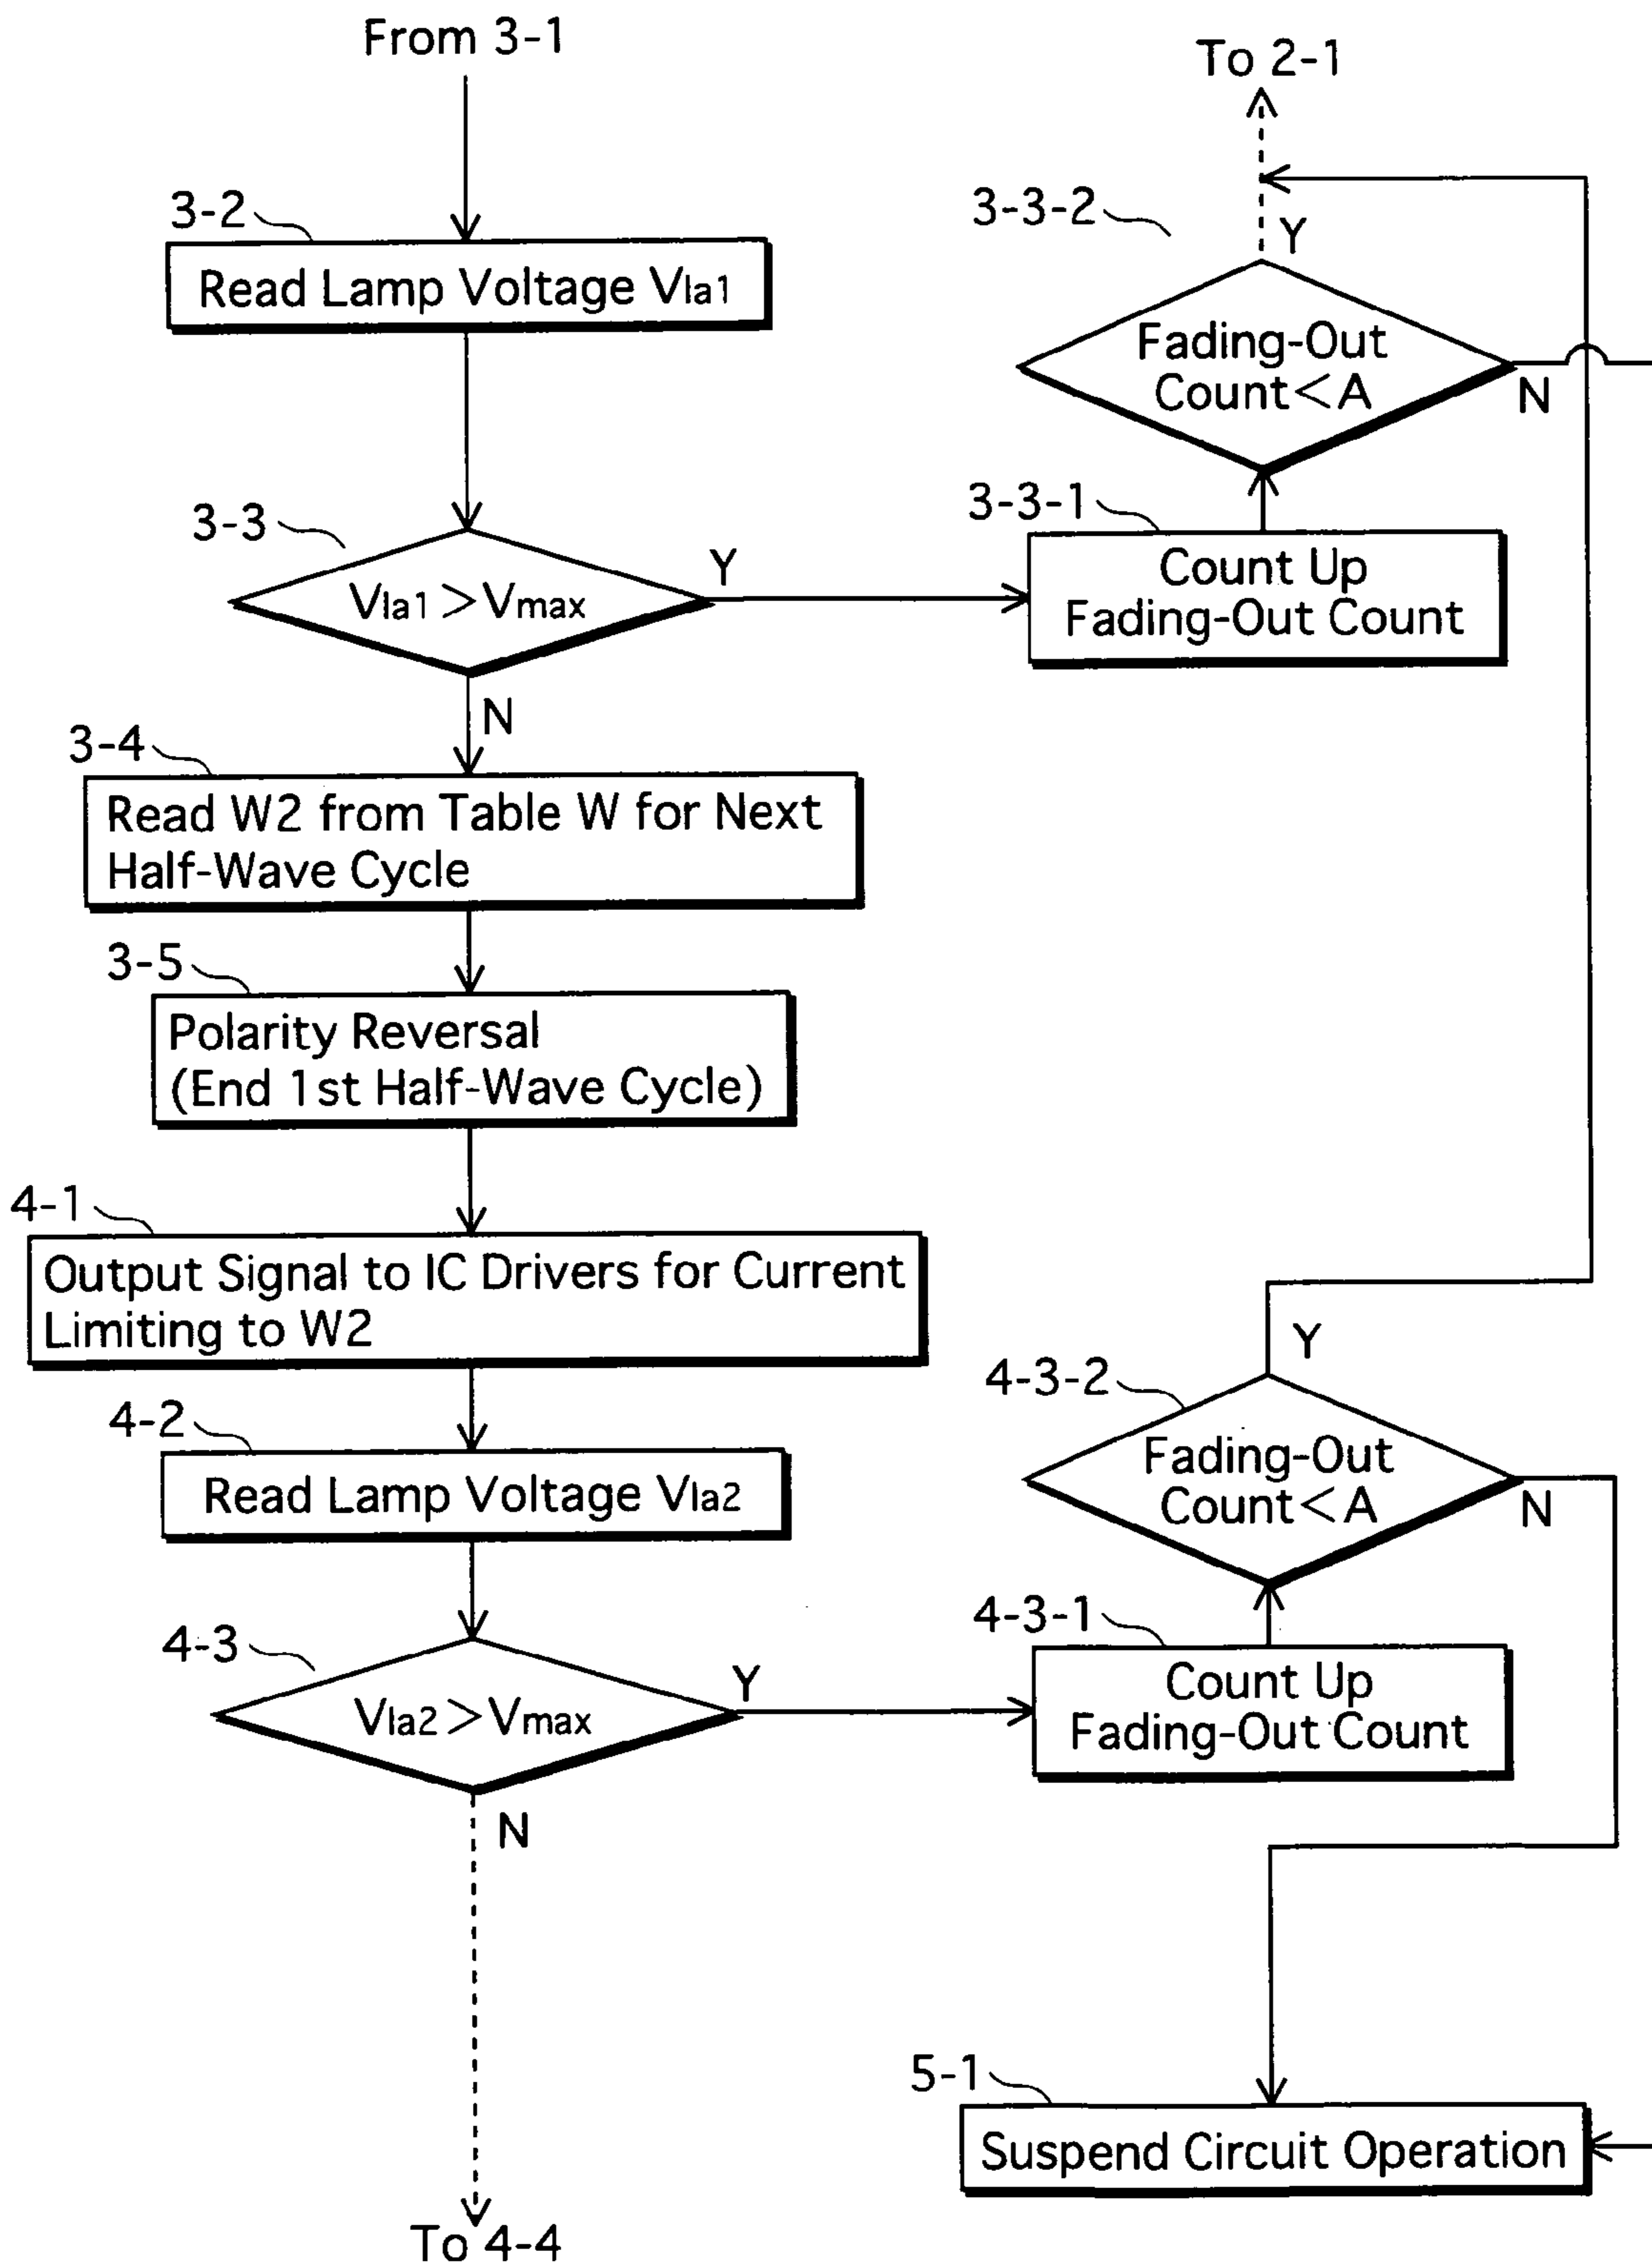 From 3-1
To 2-1
3-2
Read Lamp Voltage Vla1
3-3-2
Y
Fading-Out
Count<A
N
3-3
Vla1>Vmax
Y
3-3-1
Count Up
Fading-Out Count
N
3-4
Read W2 from Table W for Next
Half-Wave Cycle
3-5
Polarity Reversal
(End 1st Half-Wave Cycle)
4-1
Output Signal to IC Drivers for Current
Limiting to W2
4-2
Read Lamp Voltage Vla2
Y
4-3-2
Fading-Out
Count<A
N
4-3
Vla2>Vmax
Y
4-3-1
Count Up
Fading-Out Count
N
5-1
Suspend Circuit Operation
To 4-4